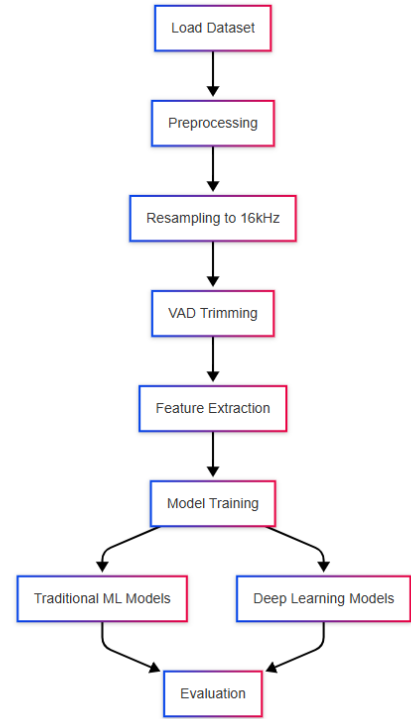 Load Dataset
Preprocessing
Resampling to 16kHz
VAD Trimming
Feature Extraction
Model Training
Traditional ML Models
Deep Learning Models
Evaluation